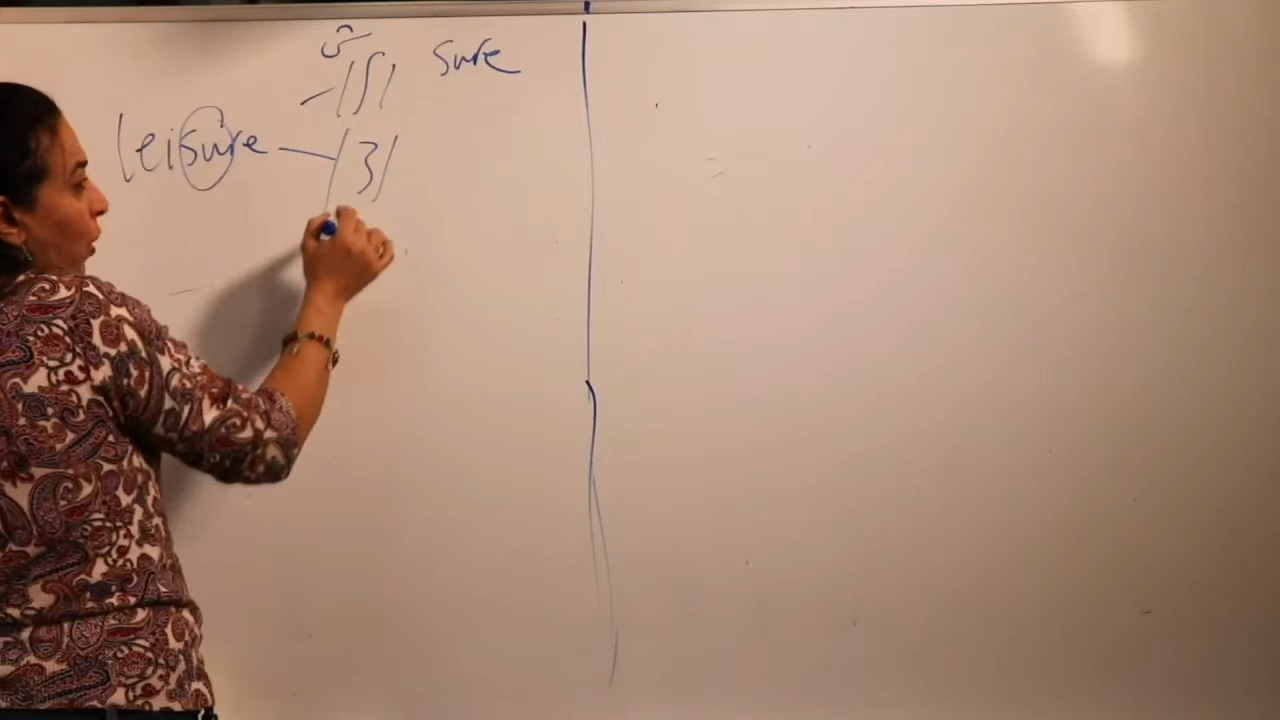 ش
- /ʃ/ sure
leisure — /ʒ/